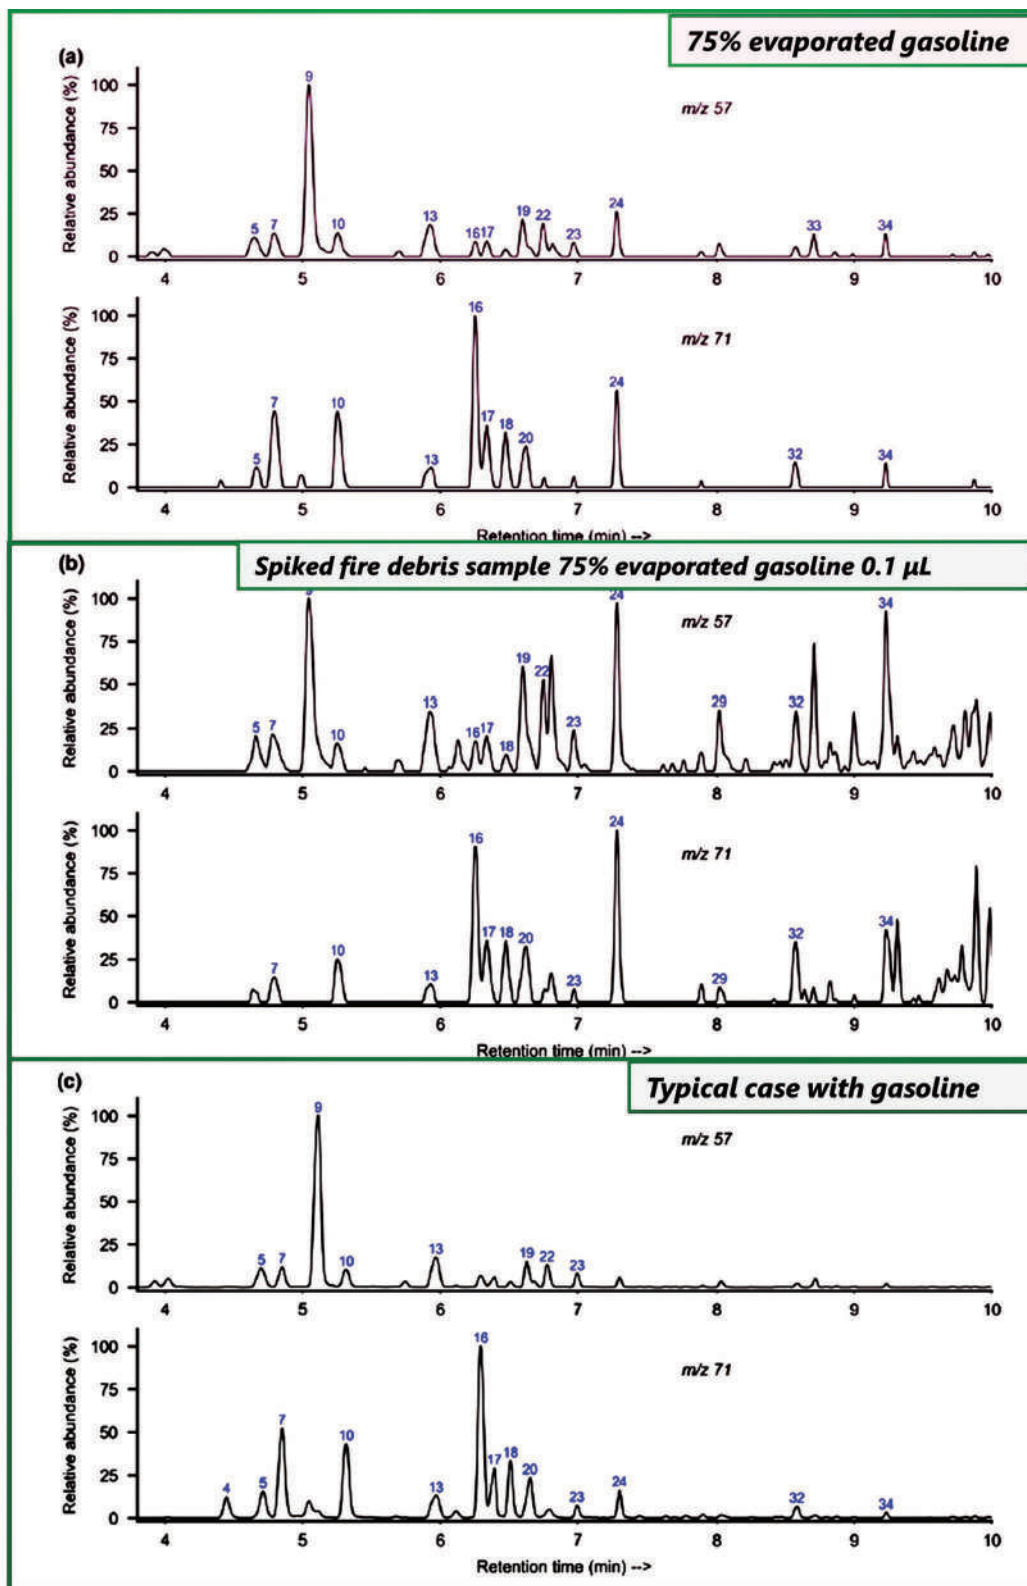 75% evaporated gasoline
(a)
Relative abundance (%)
100
75
50
25
0
m/z 57
9
5 7 10 13 16 17 19 22 23 24 33 34
4 5 6 7 8 9 10
Relative abundance (%)
100
75
50
25
0
m/z 71
16
5 7 10 13 17 18 20 24 32 34
4 5 6 7 8 9 10
Retention time (min) -->
(b)
Spiked fire debris sample 75% evaporated gasoline 0.1 µL
Relative abundance (%)
100
75
50
25
0
m/z 57
5 7 10 13 16 17 18 19 22 23 24 29 32 34
4 5 6 7 8 9 10
Relative abundance (%)
100
75
50
25
0
m/z 71
7 10 13 16 17 18 20 23 24 29 32 34
4 5 6 7 8 9 10
Retention time (min) -->
(c)
Typical case with gasoline
Relative abundance (%)
100
75
50
25
0
m/z 57
9
5 7 10 13 19 22 23
4 5 6 7 8 9 10
Relative abundance (%)
100
75
50
25
0
m/z 71
16
4 5 7 10 13 17 18 20 23 24 32 34
4 5 6 7 8 9 10
Retention time (min) -->